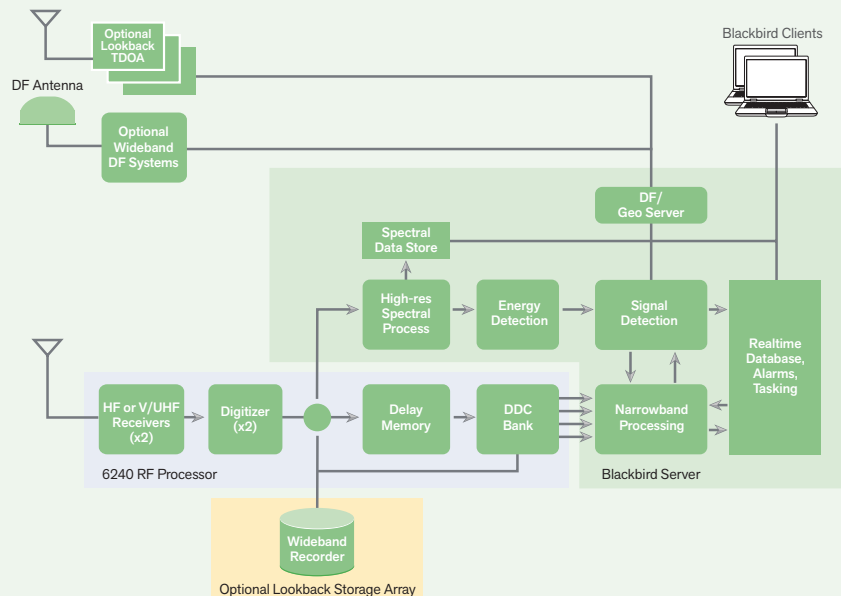 Optional
Lookback
TDOA
Blackbird Clients
DF Antenna
Optional
Wideband
DF Systems
DF/
Geo Server
Spectral
Data Store
High-res
Spectral
Process
Energy
Detection
Signal
Detection
Realtime
Database,
Alarms,
Tasking
HF or V/UHF
Receivers
(x2)
Digitizer
(x2)
Delay
Memory
DDC
Bank
Narrowband
Processing
6240 RF Processor
Blackbird Server
Wideband
Recorder
Optional Lookback Storage Array